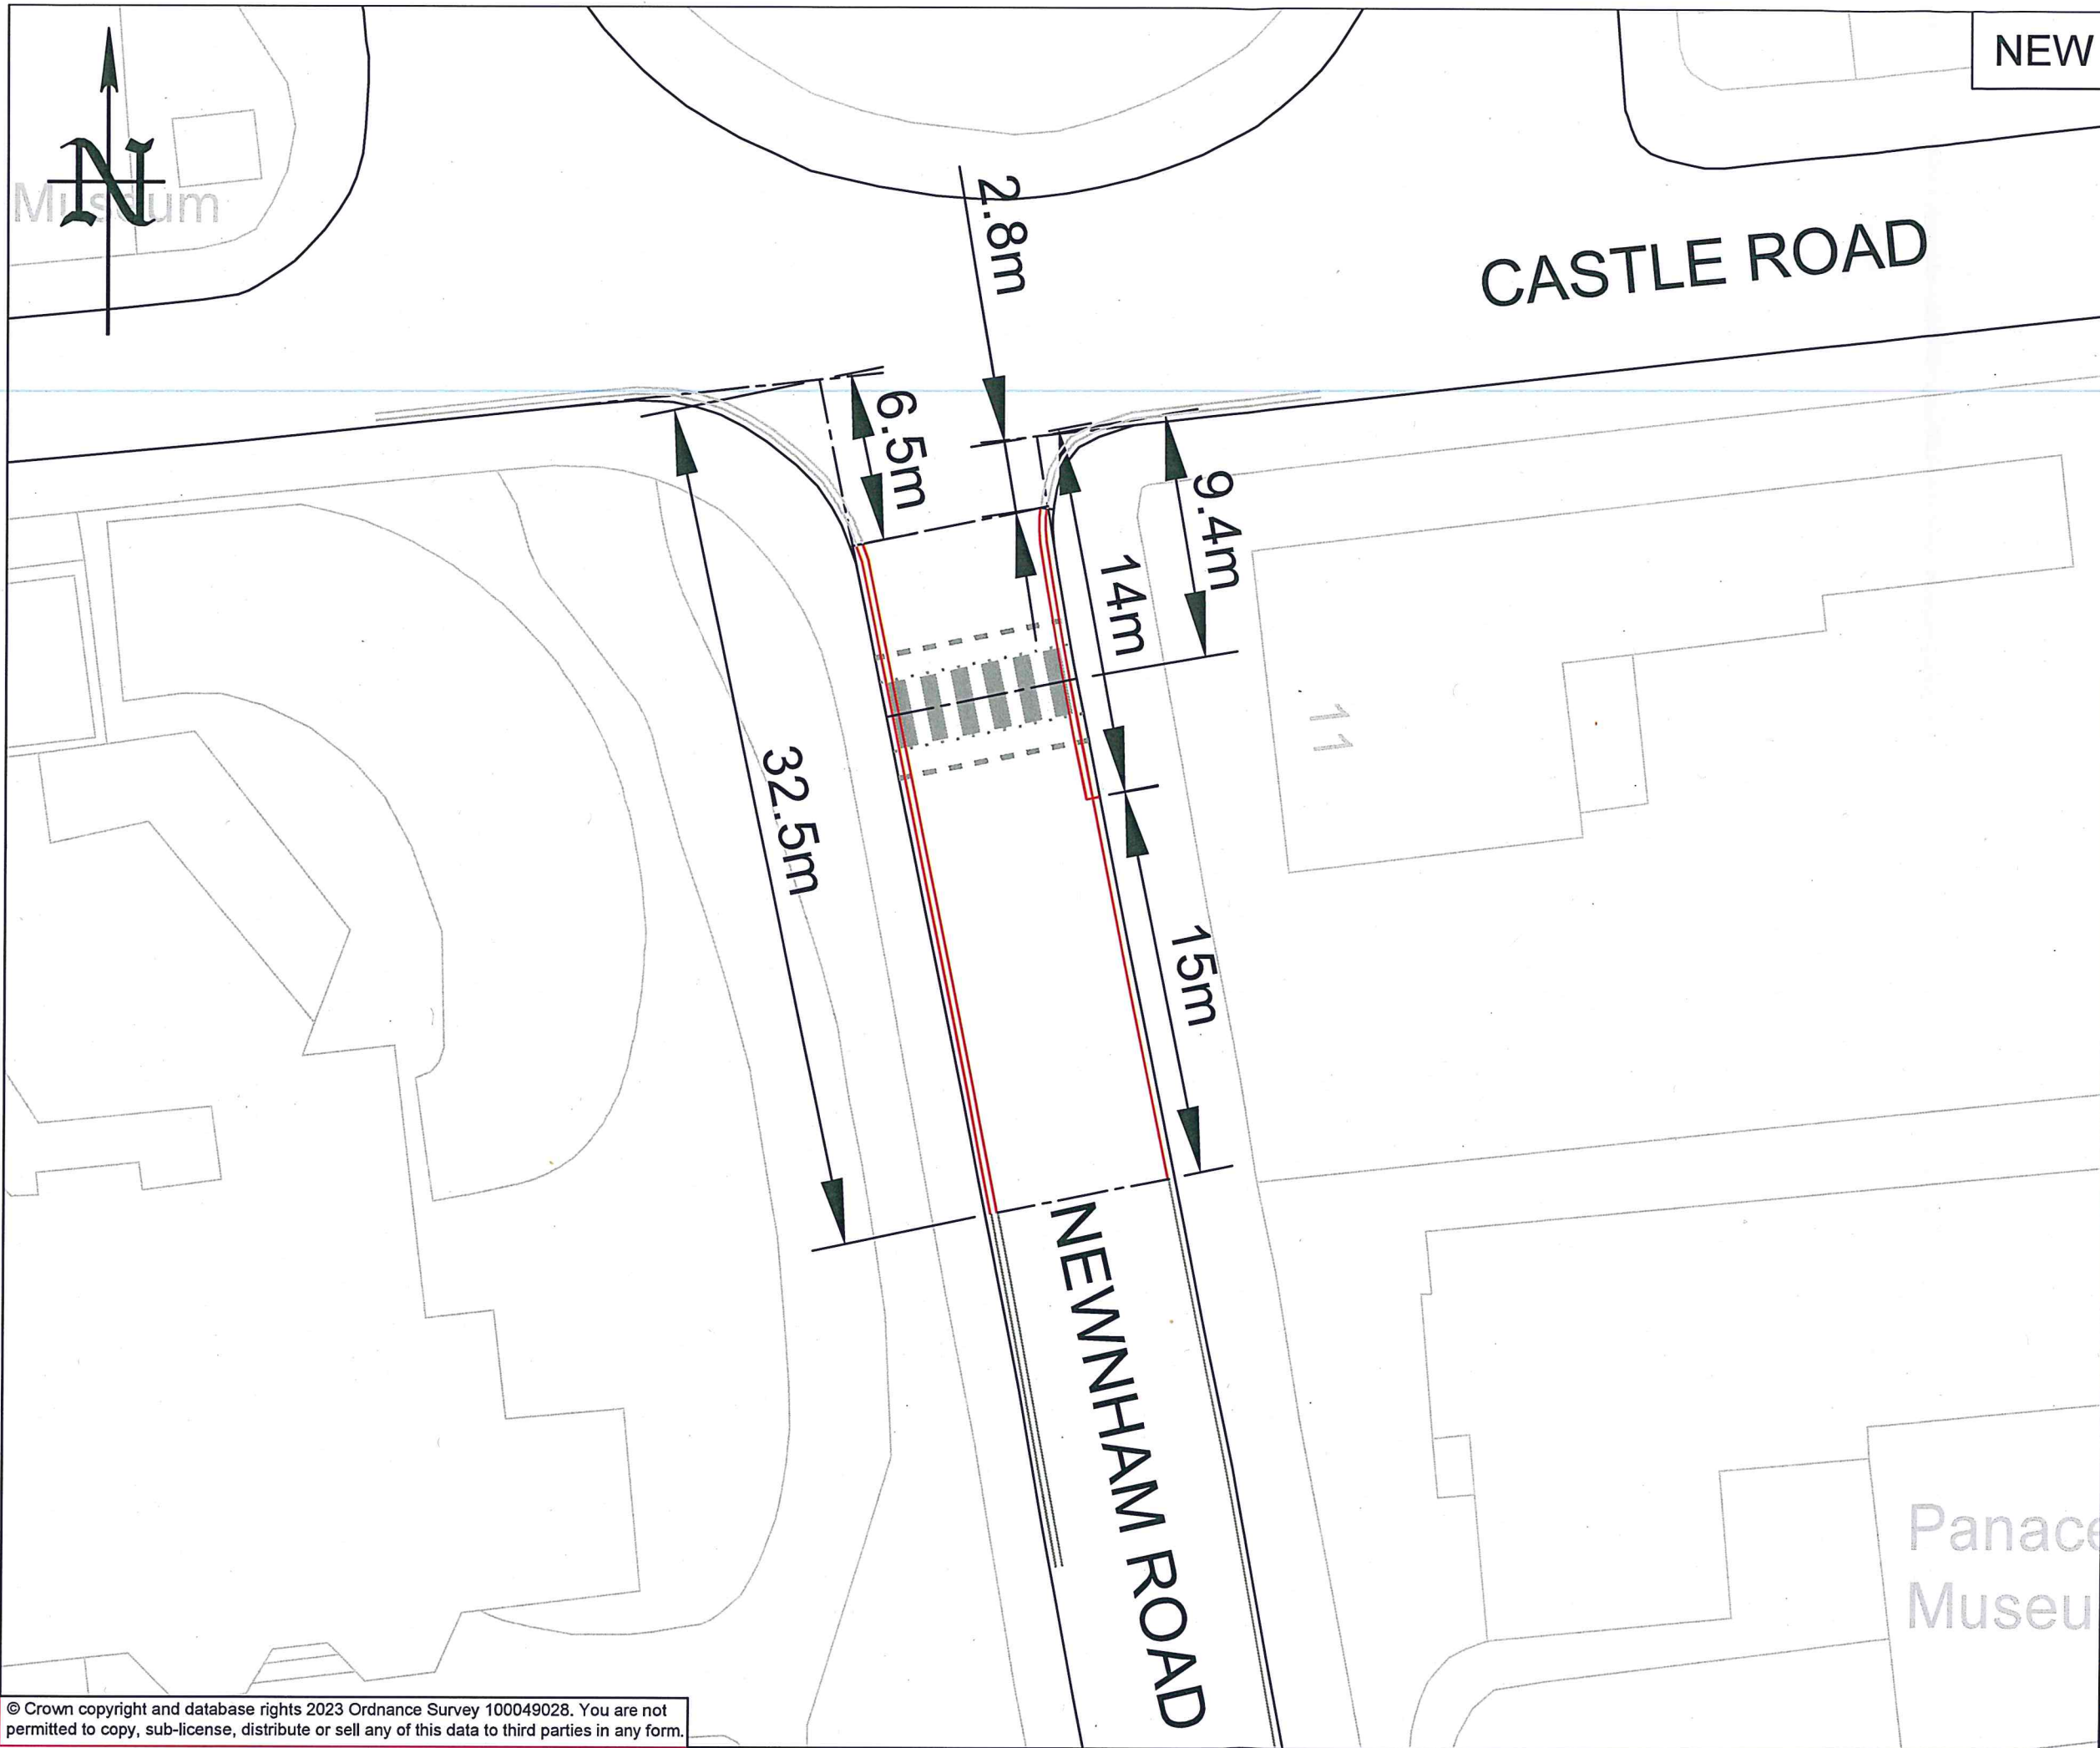 NEW
N
Museum
CASTLE ROAD
2.8m
6.5m
9.4m
14m
11
32.5m
15m
NEWNHAM ROAD
Panace
Museu
© Crown copyright and database rights 2023 Ordnance Survey 100049028. You are not
permitted to copy, sub-license, distribute or sell any of this data to third parties in any form.